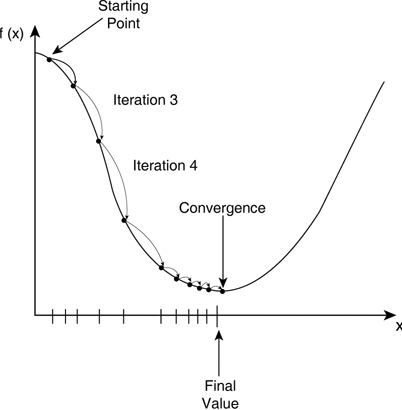 Starting
Point
f (x)
Iteration 3
Iteration 4
Convergence
x
Final
Value